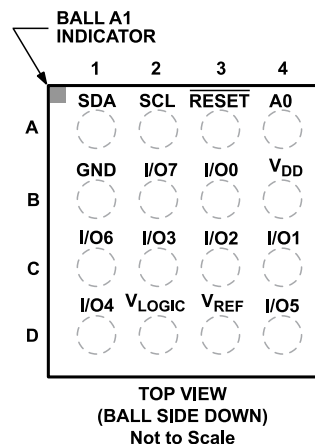 BALL A1
INDICATOR
1 2 3 4
A SDA SCL RESET A0
B GND I/O7 I/O0 VDD
C I/O6 I/O3 I/O2 I/O1
D I/O4 VLOGIC VREF I/O5
TOP VIEW
(BALL SIDE DOWN)
Not to Scale